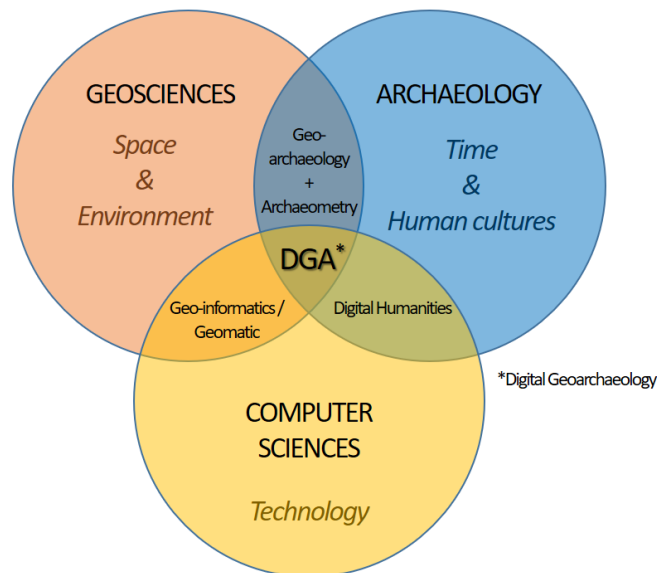 GEOSCIENCES
Space
&
Environment
ARCHAEOLOGY
Time
&
Human cultures
Geo-
archaeology
+
Archaeometry
DGA*
Geo-informatics /
Geomatic
Digital Humanities
*Digital Geoarchaeology
COMPUTER
SCIENCES
Technology